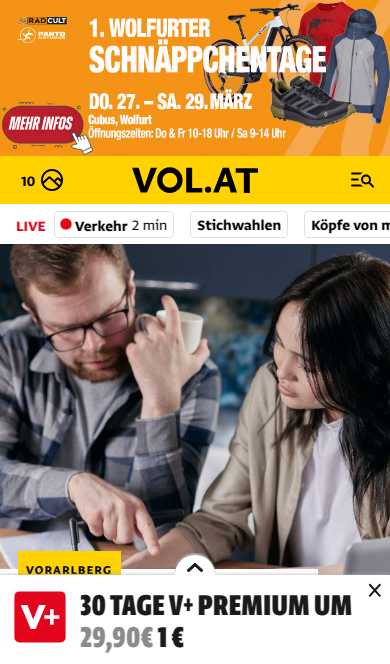 RADCULT
PANTO
1. WOLFURTER
SCHNÄPPCHENTAGE
DO. 27. – SA. 29. MÄRZ
Cubus, Wolfurt
Öffnungszeiten: Do & Fr 10-18 Uhr / Sa 9-14 Uhr
MEHR INFOS
10
VOL.AT
LIVE
Verkehr 2 min
Stichwahlen
Köpfe von m
VORARLBERG
V+
30 TAGE V+ PREMIUM UM
29,90€ 1 €